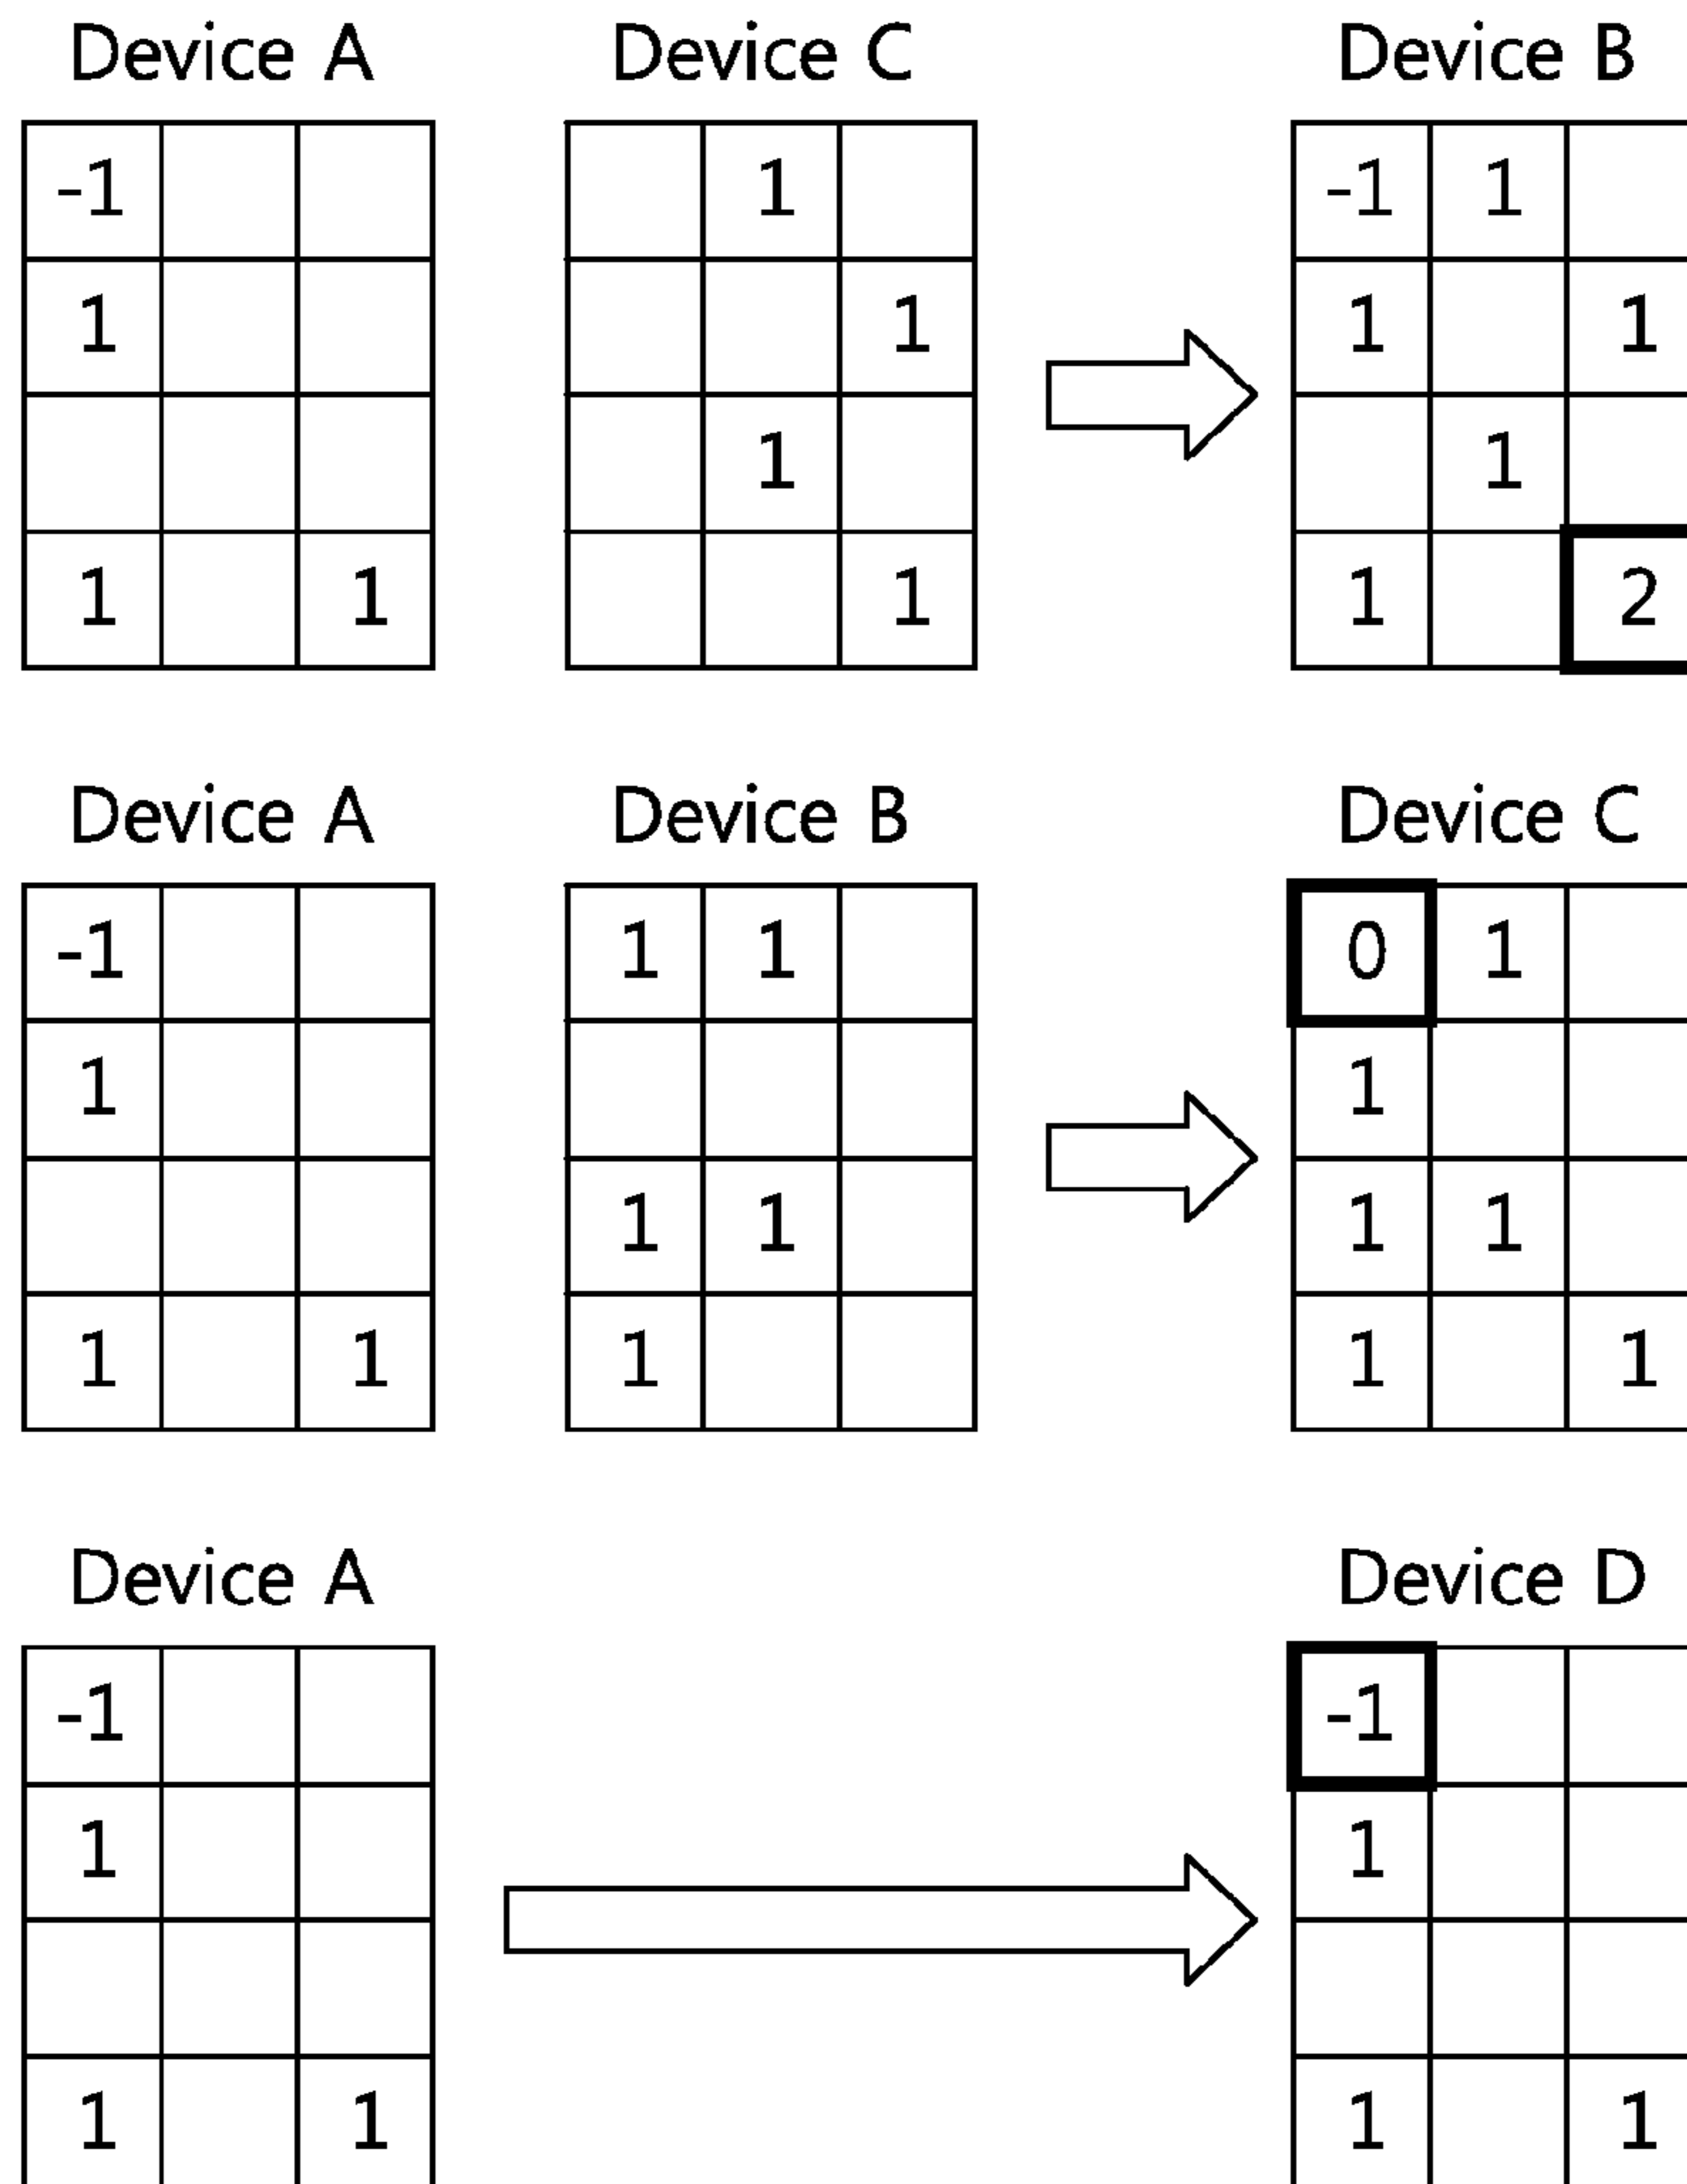 Device A Device C Device B
-1 1 -1 1
1 1 1 1
1 1
1 1 1 1 2
Device A Device B Device C
-1 1 1 0 1
1 1
1 1 1 1
1 1 1 1 1
Device A Device D
-1 -1
1 1
1 1 1 1